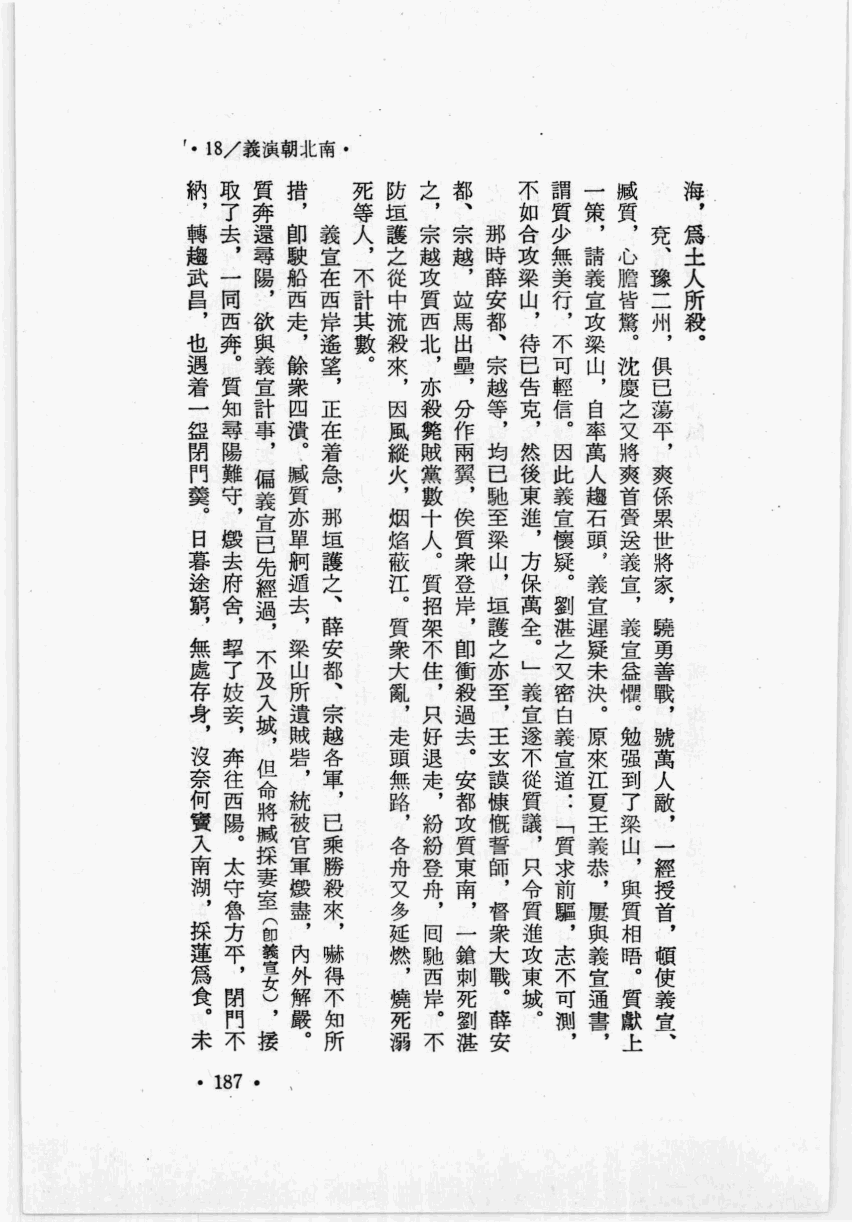 •南北朝演義／18•
海，爲土人所殺。
兗、豫二州，俱已蕩平，爽係累世將家，驍勇善戰，號萬人敵，一經授首，頓使義宣、
臧質，心膽皆驚。沈慶之又將爽首賫送義宣，義宣益懼。勉强到了梁山，與質相晤。質獻上
一策，請義宣攻梁山，自率萬人趨石頭，義宣遲疑未決。原來江夏王義恭，屢與義宣通書，
謂質少無美行，不可輕信。因此義宣懷疑。劉湛之又密白義宣道：「質求前驅，志不可測，
不如合攻梁山，待已告克，然後東進，方保萬全。」義宣遂不從質議，只令質進攻東城。
那時薛安都、宗越等，均已馳至梁山，垣護之亦至，王玄謨慷慨誓師，督衆大戰。薛安
都、宗越，竝馬出壘，分作兩翼，俟質衆登岸，卽衝殺過去。安都攻質東南，一鎗刺死劉湛
之，宗越攻質西北，亦殺斃賊黨數十人。質招架不住，只好退走，紛紛登舟，囘馳西岸。不
防垣護之從中流殺來，因風縱火，烟焰蔽江。質衆大亂，走頭無路，各舟又多延燃，燒死溺
死等人，不計其數。
義宣在西岸遙望，正在着急，那垣護之、薛安都、宗越各軍，已乘勝殺來，嚇得不知所
措，卽駛船西走，餘衆四潰。臧質亦單舸遁去，梁山所遺賊砦，統被官軍燬盡，內外解嚴。
質奔還尋陽，欲與義宣計事，偏義宣已先經過，不及入城，但命將臧採妻室（卽義宣女），接
取了去，一同西奔。質知尋陽難守，燬去府舍，挈了妓妾，奔往西陽。太守魯方平，閉門不
納，轉趨武昌，也遇着一盌閉門羹。日暮途窮，無處存身，沒奈何竄入南湖，採蓮爲食。未
•187•